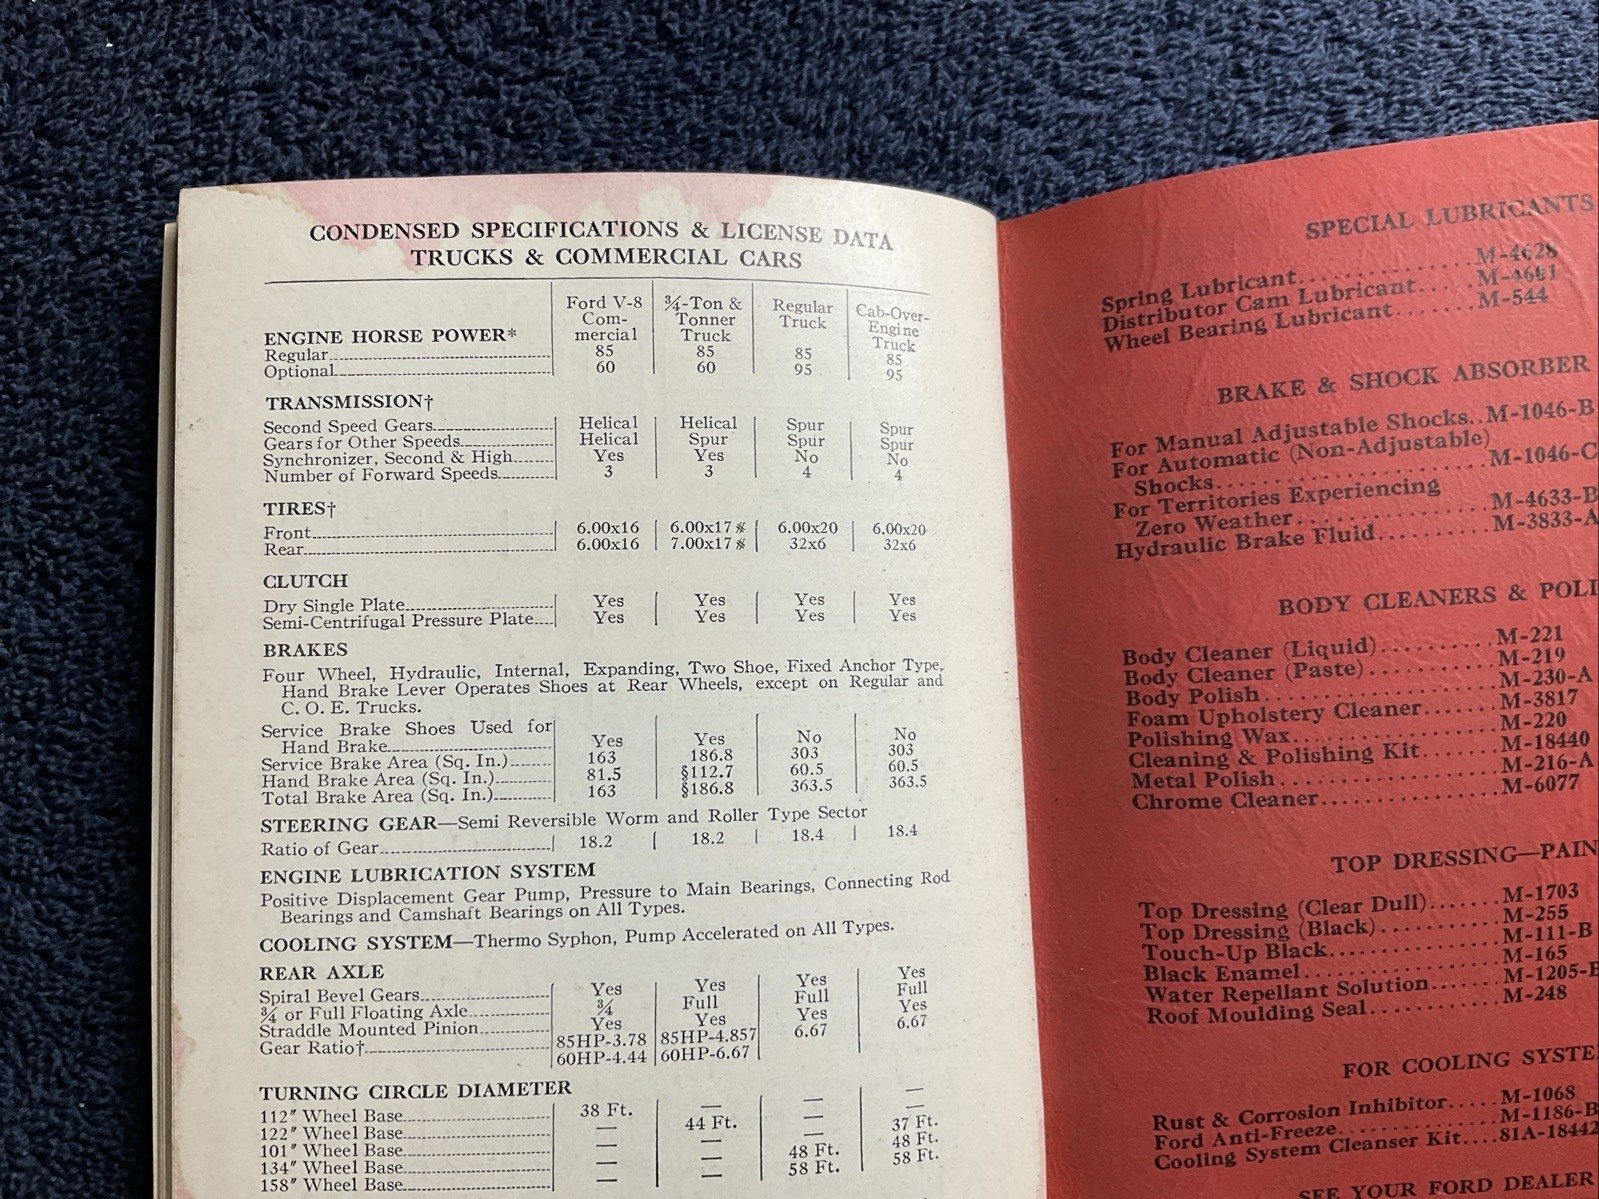 CONDENSED SPECIFICATIONS & LICENSE DATA
TRUCKS & COMMERCIAL CARS
Ford V-8 Commercial ¾-Ton & Tonner Truck Regular Truck Cab-Over-Engine Truck
ENGINE HORSE POWER*
Regular 85 85 85 85
Optional 60 60 95 95
TRANSMISSION†
Second Speed Gears Helical Helical Spur Spur
Gears for Other Speeds Helical Spur Spur Spur
Synchronizer, Second & High Yes Yes No No
Number of Forward Speeds 3 3 4 4
TIRES†
Front 6.00x16 6.00x17※ 6.00x20 6.00x20
Rear 6.00x16 7.00x17※ 32x6 32x6
CLUTCH
Dry Single Plate Yes Yes Yes Yes
Semi-Centrifugal Pressure Plate Yes Yes Yes Yes
BRAKES
Four Wheel, Hydraulic, Internal, Expanding, Two Shoe, Fixed Anchor Type,
Hand Brake Lever Operates Shoes at Rear Wheels, except on Regular and
C. O. E. Trucks.
Service Brake Shoes Used for
Hand Brake Yes Yes No No
Service Brake Area (Sq. In.) 163 186.8 303 303
Hand Brake Area (Sq. In.) 81.5 §112.7 60.5 60.5
Total Brake Area (Sq. In.) 163 §186.8 363.5 363.5
STEERING GEAR—Semi Reversible Worm and Roller Type Sector
Ratio of Gear 18.2 18.2 18.4 18.4
ENGINE LUBRICATION SYSTEM
Positive Displacement Gear Pump, Pressure to Main Bearings, Connecting Rod
Bearings and Camshaft Bearings on All Types.
COOLING SYSTEM—Thermo Syphon, Pump Accelerated on All Types.
REAR AXLE
Spiral Bevel Gears Yes Yes Yes Yes
¾ or Full Floating Axle ¾ Full Full Full
Straddle Mounted Pinion Yes Yes Yes Yes
Gear Ratio† 85HP-3.78 85HP-4.857 6.67 6.67
60HP-4.44 60HP-6.67
TURNING CIRCLE DIAMETER
112″ Wheel Base 38 Ft. — — —
122″ Wheel Base — 44 Ft. — —
101″ Wheel Base — — — 37 Ft.
134″ Wheel Base — — 48 Ft. 48 Ft.
158″ Wheel Base — — 58 Ft. 58 Ft.
SPECIAL LUBRICANTS
Spring Lubricant M-4628
Distributor Cam Lubricant
Wheel Bearing Lubricant M-544
BRAKE & SHOCK ABSORBER
For Manual Adjustable Shocks..M-1046-B
For Automatic (Non-Adjustable)
Shocks M-1046-C
For Territories Experiencing
Zero Weather M-4633-B
Hydraulic Brake Fluid M-3833-A
BODY CLEANERS & POLI
Body Cleaner (Liquid) M-221
Body Cleaner (Paste) M-219
Body Polish M-230-A
Foam Upholstery Cleaner M-3817
Polishing Wax M-220
Cleaning & Polishing Kit M-18440
Metal Polish M-216-A
Chrome Cleaner M-6077
TOP DRESSING—PAIN
Top Dressing (Clear Dull) M-1703
Top Dressing (Black) M-255
Touch-Up Black M-111-B
Black Enamel M-165
Water Repellant Solution M-1205-B
Roof Moulding Seal M-248
FOR COOLING SYSTE
Rust & Corrosion Inhibitor M-1068
Ford Anti-Freeze M-1186-B
Cooling System Cleanser Kit 81A-18442
SEE YOUR FORD DEALER